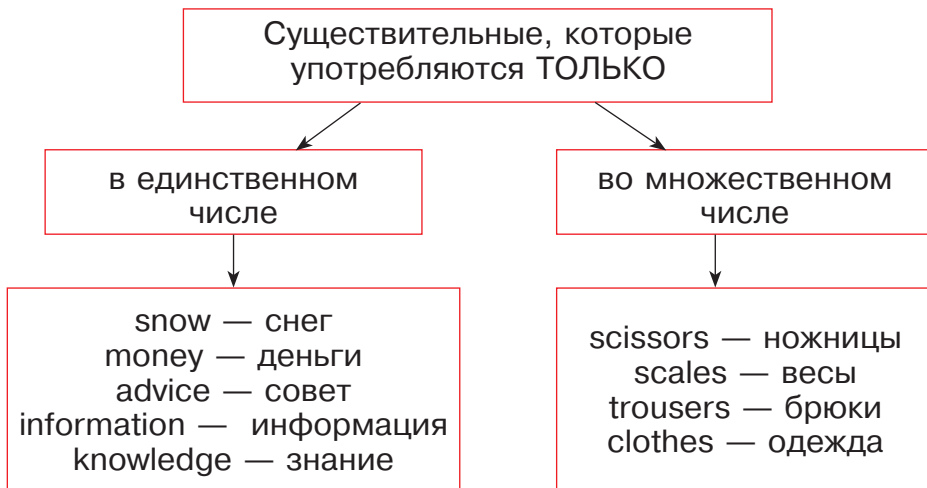 Существительные, которые
употребляются ТОЛЬКО
в единственном
числе
во множественном
числе
snow — снег
money — деньги
advice — совет
information — информация
knowledge — знание
scissors — ножницы
scales — весы
trousers — брюки
clothes — одежда